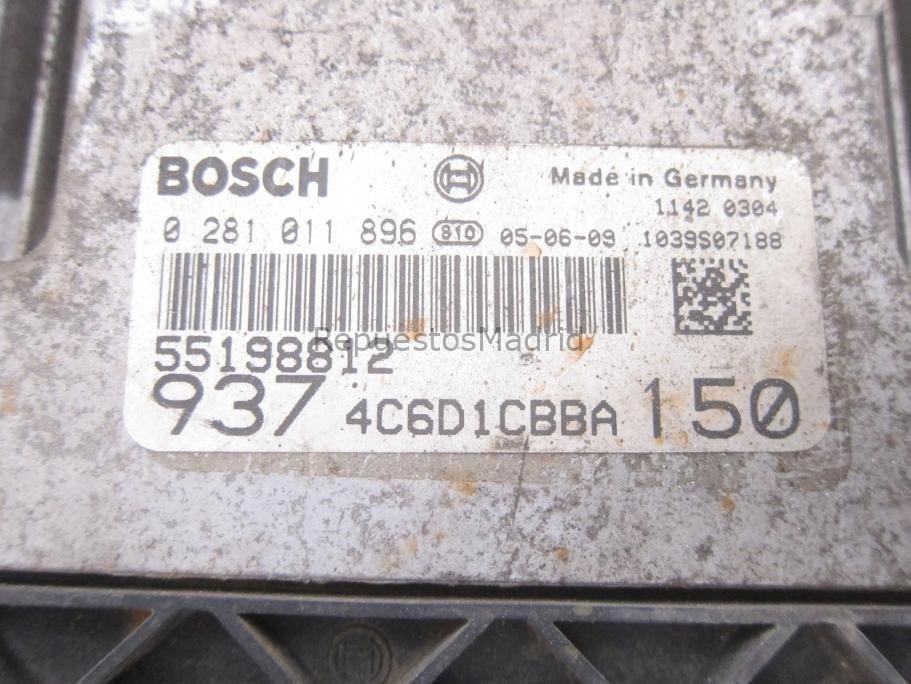 BOSCH
Made in Germany
1142 0304
0 281 011 896 810 05-06-09 1039S07188
RepuestosMadrid
55198812
937 4C6D1CBBA 150